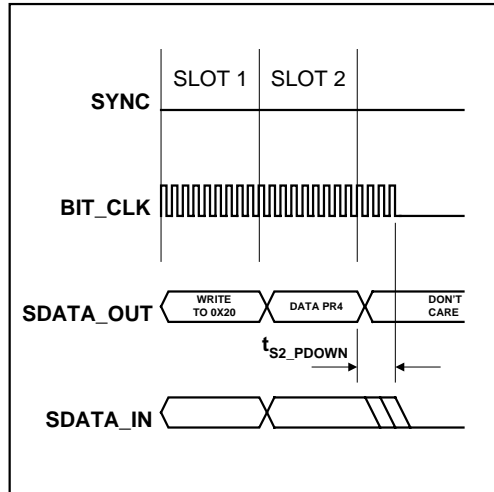 SLOT 1 SLOT 2
SYNC
BIT_CLK
SDATA_OUT
WRITE
TO 0X20
DATA PR4
DON'T
CARE
tS2_PDOWN
SDATA_IN